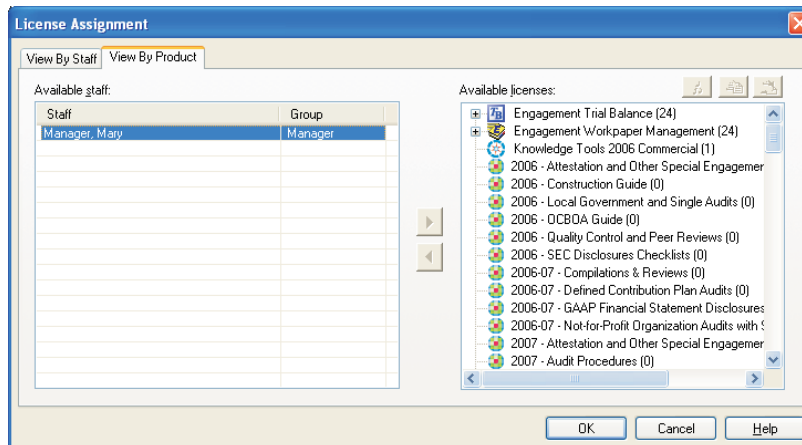 License Assignment
View By Staff View By Product
Available staff:
Staff Group
Manager, Mary Manager
Available licenses:
Engagement Trial Balance (24)
Engagement Workpaper Management (24)
Knowledge Tools 2006 Commercial (1)
2006 - Attestation and Other Special Engagemer
2006 - Construction Guide (0)
2006 - Local Government and Single Audits (0)
2006 - OCBOA Guide (0)
2006 - Quality Control and Peer Reviews (0)
2006 - SEC Disclosures Checklists (0)
2006-07 - Compilations & Reviews (0)
2006-07 - Defined Contribution Plan Audits (0)
2006-07 - GAAP Financial Statement Disclosures
2006-07 - Not-for-Profit Organization Audits with S
2007 - Attestation and Other Special Engagemer
2007 - Audit Procedures (0)
OK Cancel Help